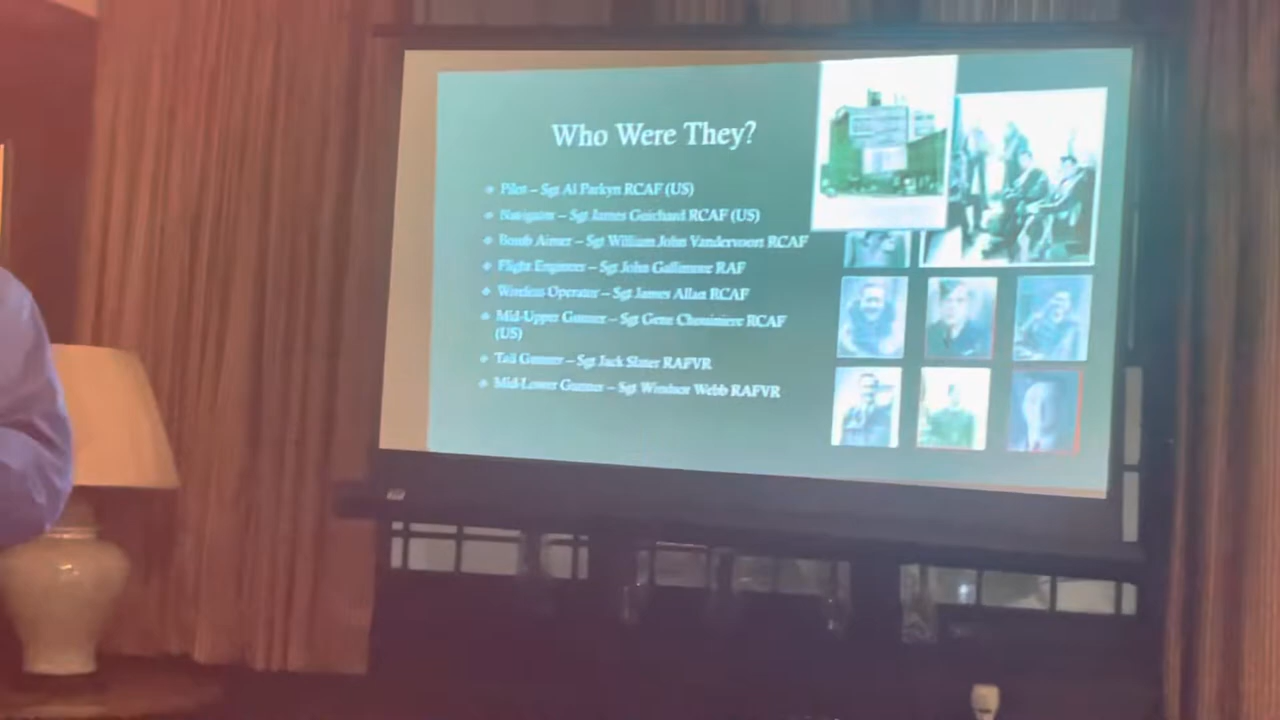 Who Were They?
Pilot – Sgt Al Parkyn RCAF (US)
Navigator – Sgt James Guichard RCAF (US)
Bomb Aimer – Sgt William John Vandervoort RCAF
Flight Engineer – Sgt John Gallimore RAF
Wireless Operator – Sgt James Allan RCAF
Mid-Upper Gunner – Sgt Gene Chouiniere RCAF
(US)
Tail Gunner – Sgt Jack Slater RAFVR
Mid-Lower Gunner – Sgt Windsor Webb RAFVR